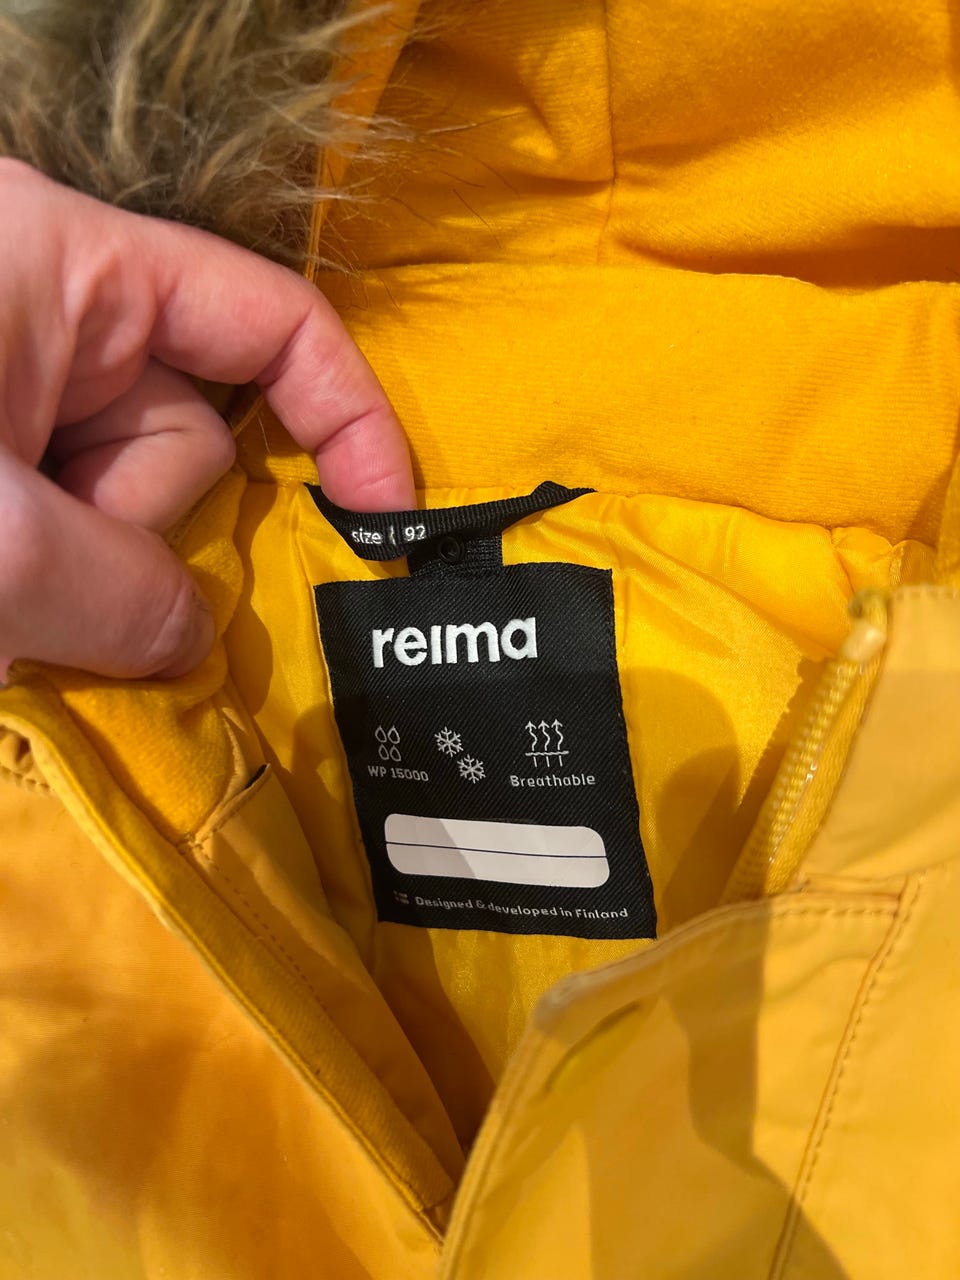 size 92
reima
WP 15000
Breathable
Designed & developed in Finland